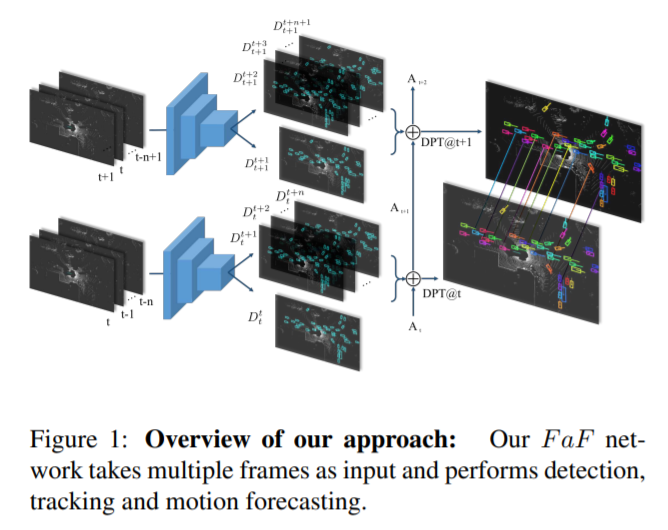 D_{t+1}^{t+n+1}
...
D_{t+1}^{t+3}
D_{t+1}^{t+2}
...
A_{t+2}
t-n+1
t
t+1
...
D_{t+1}^{t+1}
DPT@t+1
D_t^{t+n}
...
D_t^{t+2}
D_t^{t+1}
...
A_{t+1}
t-n
t-1
t
...
D_t^t
DPT@t
A_t
Figure 1: Overview of our approach: Our FaF net-
work takes multiple frames as input and performs detection,
tracking and motion forecasting.